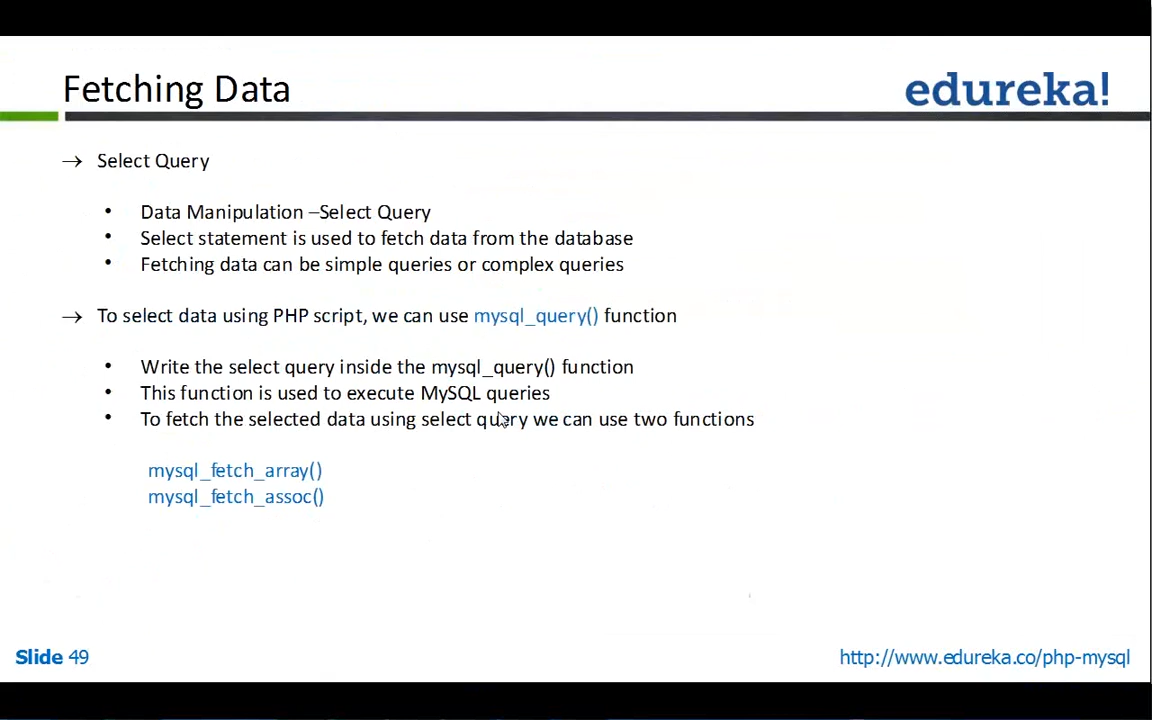 Fetching Data
edureka!
→ Select Query
• Data Manipulation –Select Query
• Select statement is used to fetch data from the database
• Fetching data can be simple queries or complex queries
→ To select data using PHP script, we can use mysql_query() function
• Write the select query inside the mysql_query() function
• This function is used to execute MySQL queries
• To fetch the selected data using select query we can use two functions
mysql_fetch_array()
mysql_fetch_assoc()
Slide 49
http://www.edureka.co/php-mysql